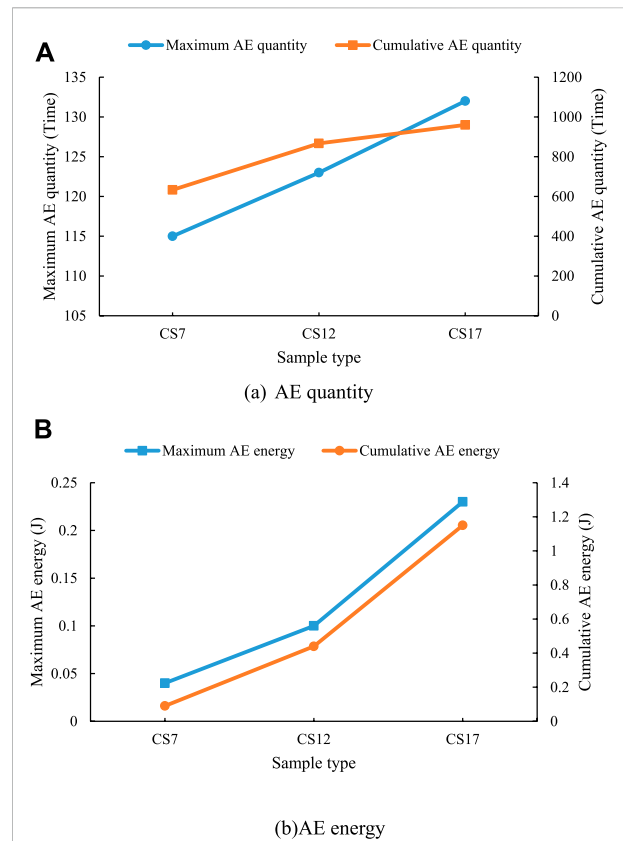 A
Maximum AE quantity
Cumulative AE quantity
Maximum AE quantity (Time)
135
130
125
120
115
110
105
1200
1000
800
600
400
200
0
Cumulative AE quantity (Time)
CS7
CS12
CS17
Sample type
(a) AE quantity
B
Maximum AE energy
Cumulative AE energy
Maximum AE energy (J)
0.25
0.2
0.15
0.1
0.05
0
1.4
1.2
1
0.8
0.6
0.4
0.2
0
Cumulative AE energy (J)
CS7
CS12
CS17
Sample type
(b)AE energy